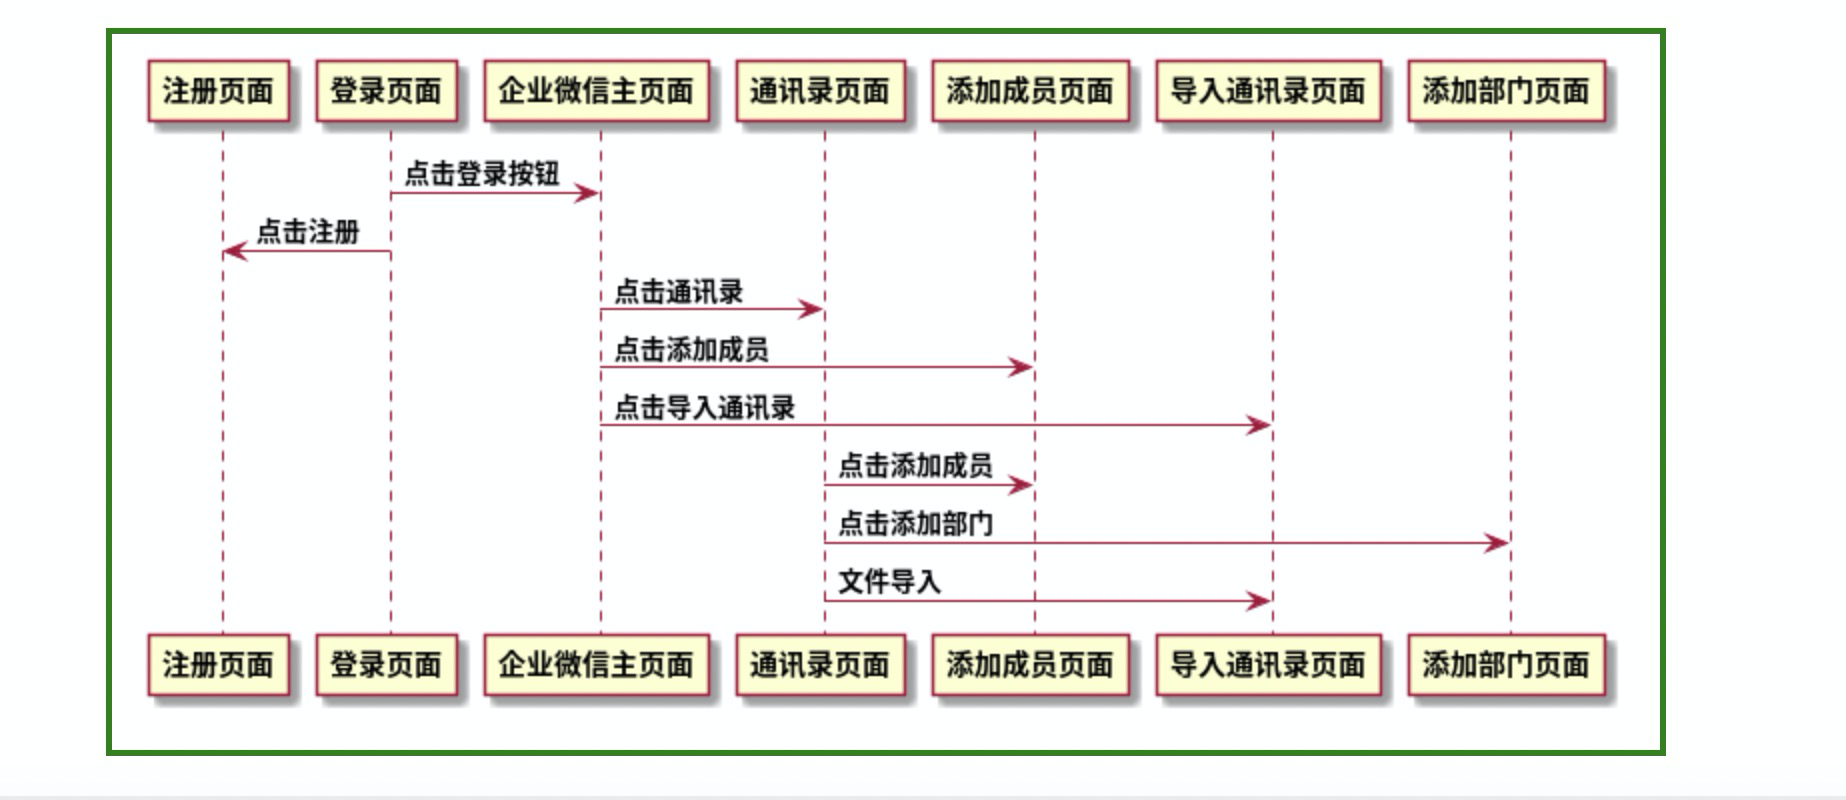 注册页面
登录页面
企业微信主页面
通讯录页面
添加成员页面
导入通讯录页面
添加部门页面
点击登录按钮
点击注册
点击通讯录
点击添加成员
点击导入通讯录
点击添加成员
点击添加部门
文件导入
注册页面
登录页面
企业微信主页面
通讯录页面
添加成员页面
导入通讯录页面
添加部门页面